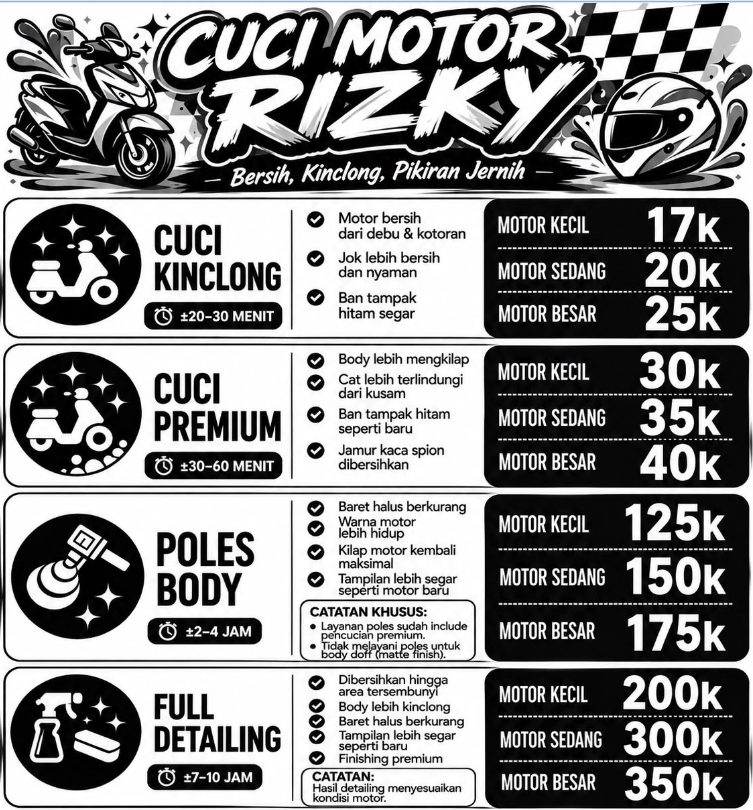 CUCI MOTOR
RIZKY
Bersih, Kinclong, Pikiran Jernih
CUCI
KINCLONG
±20-30 MENIT
Motor bersih
dari debu & kotoran
Jok lebih bersih
dan nyaman
Ban tampak
hitam segar
MOTOR KECIL 17k
MOTOR SEDANG 20k
MOTOR BESAR 25k
CUCI
PREMIUM
±30-60 MENIT
Body lebih mengkilap
Cat lebih terlindungi
dari kusam
Ban tampak hitam
seperti baru
Jamur kaca spion
dibersihkan
MOTOR KECIL 30k
MOTOR SEDANG 35k
MOTOR BESAR 40k
POLES
BODY
±2-4 JAM
Baret halus berkurang
Warna motor
lebih hidup
Kilap motor kembali
maksimal
Tampilan lebih segar
seperti motor baru
CATATAN KHUSUS:
• Layanan poles sudah include
pencucian premium.
• Tidak melayani poles untuk
body doff (matte finish).
MOTOR KECIL 125k
MOTOR SEDANG 150k
MOTOR BESAR 175k
FULL
DETAILING
±7-10 JAM
Dibersihkan hingga
area tersembunyi
Body lebih kinclong
Baret halus berkurang
Tampilan lebih segar
seperti baru
Finishing premium
CATATAN:
Hasil detailing menyesuaikan
kondisi motor.
MOTOR KECIL 200k
MOTOR SEDANG 300k
MOTOR BESAR 350k